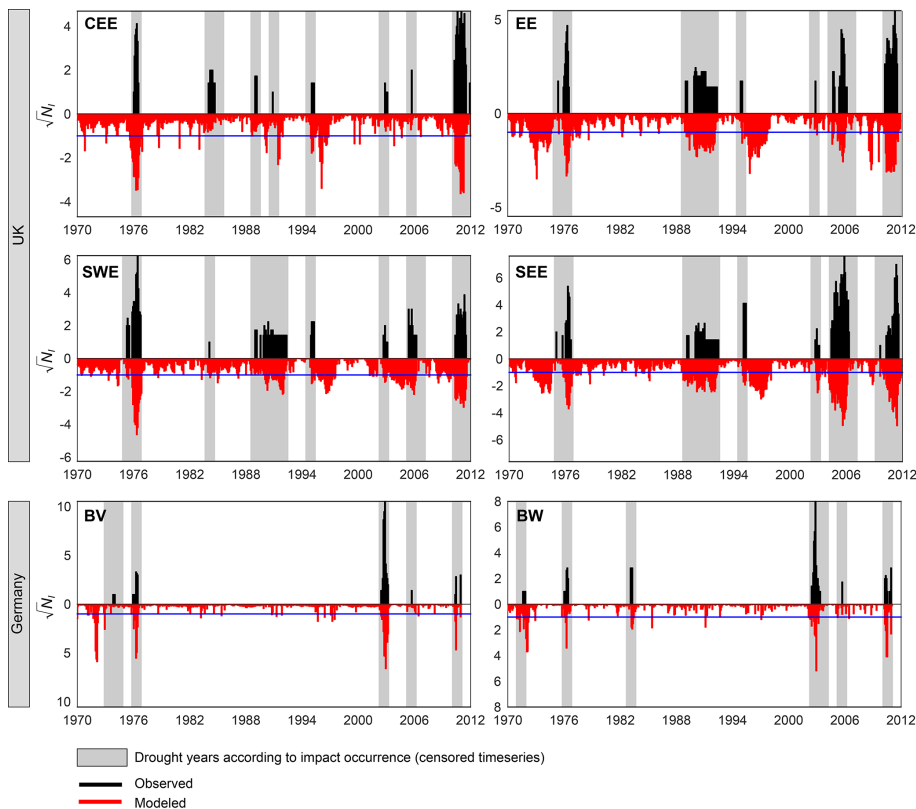 CEE
4
2
0
-2
-4
√N_I
1970 1976 1982 1988 1994 2000 2006 2012
EE
5
0
-5
1970 1976 1982 1988 1994 2000 2006 2012
UK
SWE
6
4
2
0
-2
-4
-6
√N_I
1970 1976 1982 1988 1994 2000 2006 2012
SEE
6
4
2
0
-2
-4
-6
1970 1976 1982 1988 1994 2000 2006 2012
Germany
BV
10
5
0
5
10
√N_I
1970 1976 1982 1988 1994 2000 2006 2012
BW
8
6
4
2
0
2
4
6
8
1970 1976 1982 1988 1994 2000 2006 2012
Drought years according to impact occurrence (censored timeseries)
Observed
Modeled